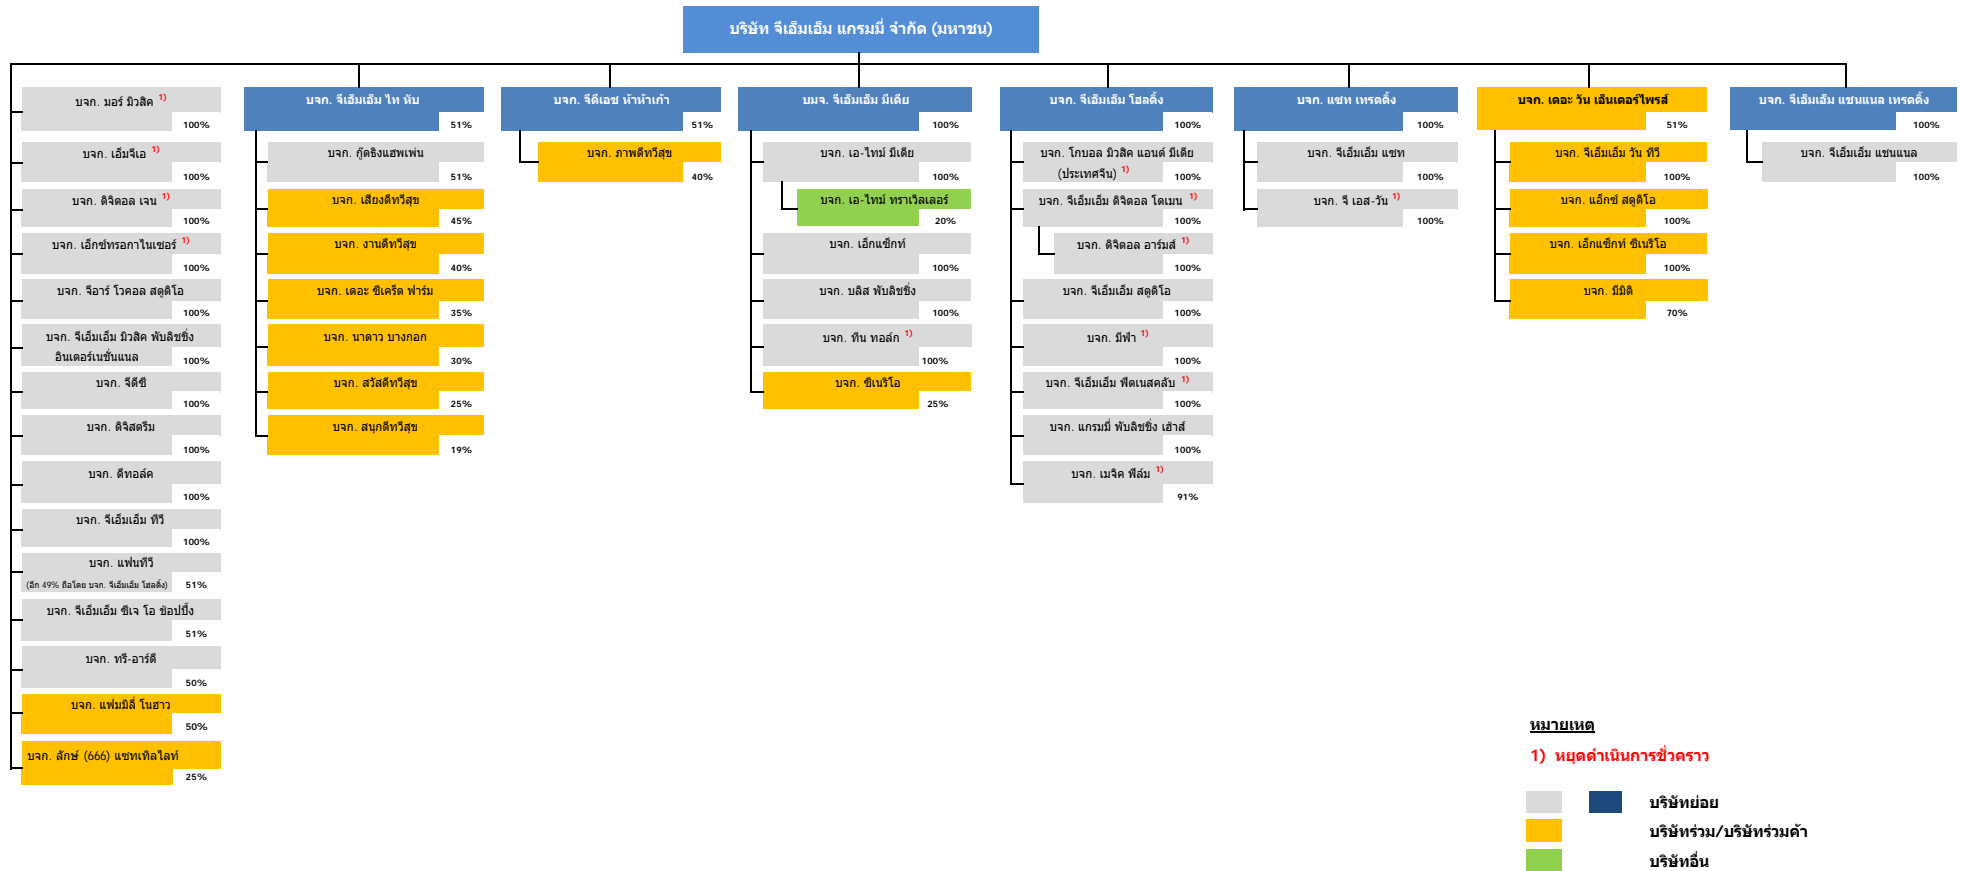 บริษัท จีเอ็มเอ็ม แกรมมี่ จำกัด (มหาชน)
บจก. มอร์ มิวสิค 1)
100%
บจก. เอ็มจีเอ 1)
100%
บจก. ดิจิตอล เจน 1)
100%
บจก. เอ็กซ์ทรอกาไนเซอร์ 1)
100%
บจก. จีอาร์ โวคอล สตูดิโอ
100%
บจก. จีเอ็มเอ็ม มิวสิค พับลิชชิ่ง
อินเตอร์เนชั่นแนล
100%
บจก. จีดีซี
100%
บจก. ดิจิสตรีม
100%
บจก. ดีทอล์ค
100%
บจก. จีเอ็มเอ็ม ทีวี
100%
บจก. แฟนทีวี
(อีก 49% ถือโดย บจก. จีเอ็มเอ็ม โฮลดิ้ง)
51%
บจก. จีเอ็มเอ็ม ซีเจ โอ ช้อปปิ้ง
51%
บจก. ทรี-อาร์ดี
50%
บจก. แฟมมิลี่ โนฮาว
50%
บจก. ลักษ์ (666) แซทเทิลไลท์
25%
บจก. จีเอ็มเอ็ม ไท หับ
51%
บจก. กู๊ดธิงแฮพเพ่น
51%
บจก. เสียงดีทวีสุข
45%
บจก. งานดีทวีสุข
40%
บจก. เดอะ ซีเคร็ต ฟาร์ม
35%
บจก. นาดาว บางกอก
30%
บจก. สวัสดีทวีสุข
25%
บจก. สนุกดีทวีสุข
19%
บจก. จีดีเอช ห้าห้าเก้า
51%
บจก. ภาพดีทวีสุข
40%
บมจ. จีเอ็มเอ็ม มีเดีย
100%
บจก. เอ-ไทม์ มีเดีย
100%
บจก. เอ-ไทม์ ทราเวิลเลอร์
20%
บจก. เอ็กแซ็กท์
100%
บจก. บลิส พับลิชชิ่ง
100%
บจก. ทีน ทอล์ก 1)
100%
บจก. ซีเนริโอ
25%
บจก. จีเอ็มเอ็ม โฮลดิ้ง
100%
บจก. โกบอล มิวสิค แอนด์ มีเดีย
(ประเทศจีน) 1)
100%
บจก. จีเอ็มเอ็ม ดิจิตอล โดเมน 1)
100%
บจก. ดิจิตอล อาร์มส์ 1)
100%
บจก. จีเอ็มเอ็ม สตูดิโอ
100%
บจก. มีฟ้า 1)
100%
บจก. จีเอ็มเอ็ม ฟิตเนสคลับ 1)
100%
บจก. แกรมมี่ พับลิชชิ่ง เฮ้าส์
100%
บจก. เมจิค ฟิล์ม 1)
91%
บจก. แซท เทรดดิ้ง
100%
บจก. จีเอ็มเอ็ม แซท
100%
บจก. จี เอส-วัน 1)
100%
บจก. เดอะ วัน เอ็นเตอร์ไพรส์
51%
บจก. จีเอ็มเอ็ม วัน ทีวี
100%
บจก. แอ็กซ์ สตูดิโอ
100%
บจก. เอ็กแซ็กท์ ซีเนริโอ
100%
บจก. มีมิติ
70%
บจก. จีเอ็มเอ็ม แชนแนล เทรดดิ้ง
100%
บจก. จีเอ็มเอ็ม แชนแนล
100%
หมายเหตุ
1) หยุดดำเนินการชั่วคราว
บริษัทย่อย
บริษัทร่วม/บริษัทร่วมค้า
บริษัทอื่น